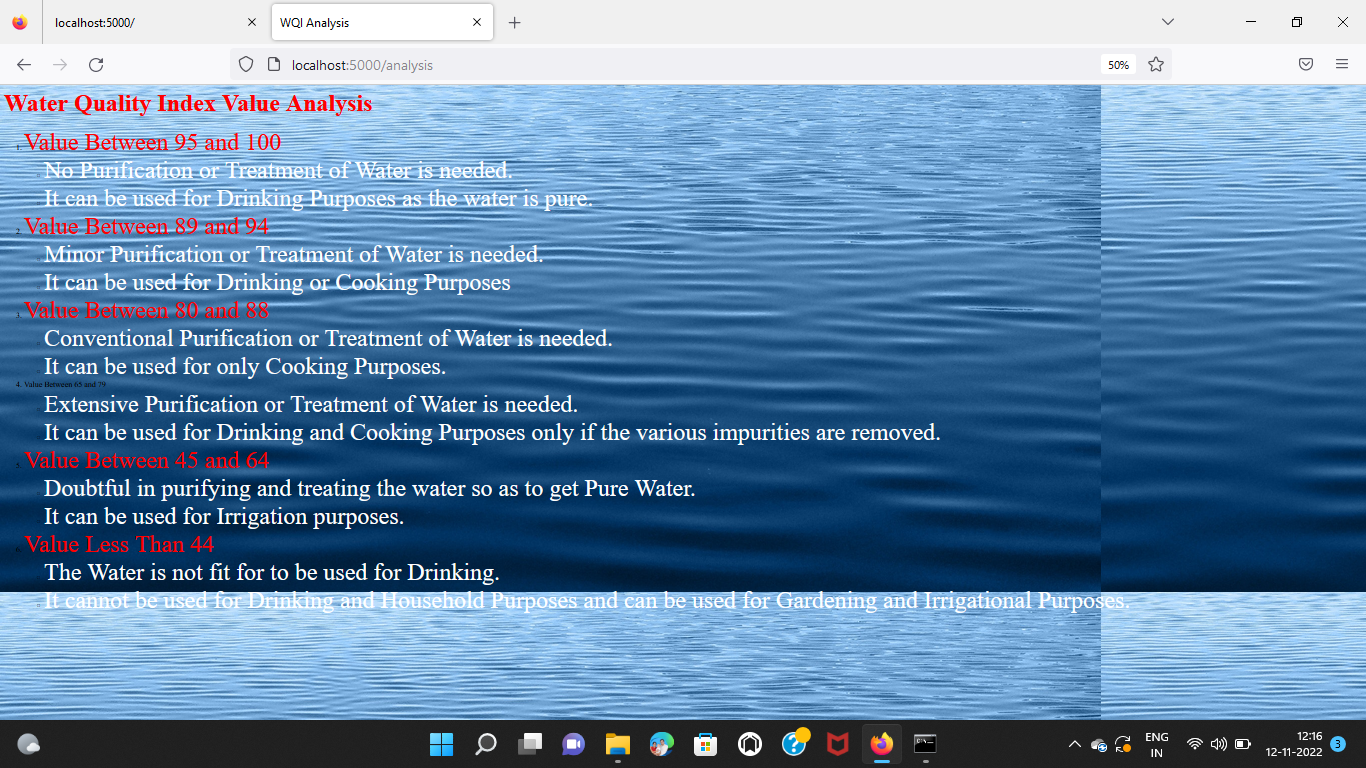 localhost:5000/
WQI Analysis
localhost:5000/analysis
50%
Water Quality Index Value Analysis
1. Value Between 95 and 100
No Purification or Treatment of Water is needed.
It can be used for Drinking Purposes as the water is pure.
2. Value Between 89 and 94
Minor Purification or Treatment of Water is needed.
It can be used for Drinking or Cooking Purposes
3. Value Between 80 and 88
Conventional Purification or Treatment of Water is needed.
It can be used for only Cooking Purposes.
4. Value Between 65 and 79
Extensive Purification or Treatment of Water is needed.
It can be used for Drinking and Cooking Purposes only if the various impurities are removed.
5. Value Between 45 and 64
Doubtful in purifying and treating the water so as to get Pure Water.
It can be used for Irrigation purposes.
6. Value Less Than 44
The Water is not fit for to be used for Drinking.
It cannot be used for Drinking and Household Purposes and can be used for Gardening and Irrigational Purposes.
ENG
IN
12:16
12-11-2022
3